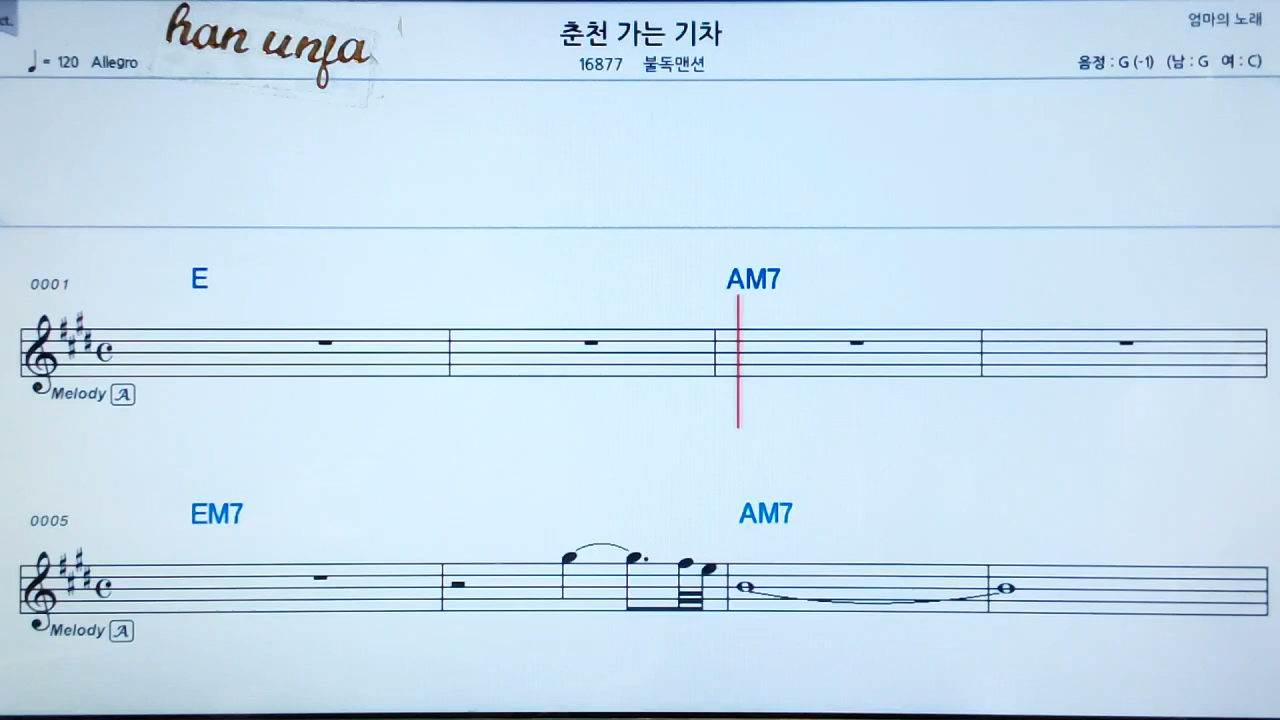 ct.
han unja
춘천 가는 기차
엄마의 노래
♩ = 120 Allegro
16877 불독맨션
음정 : G (-1) (남 : G 여 : C)
0001
E
AM7
Melody A
0005
EM7
AM7
Melody A